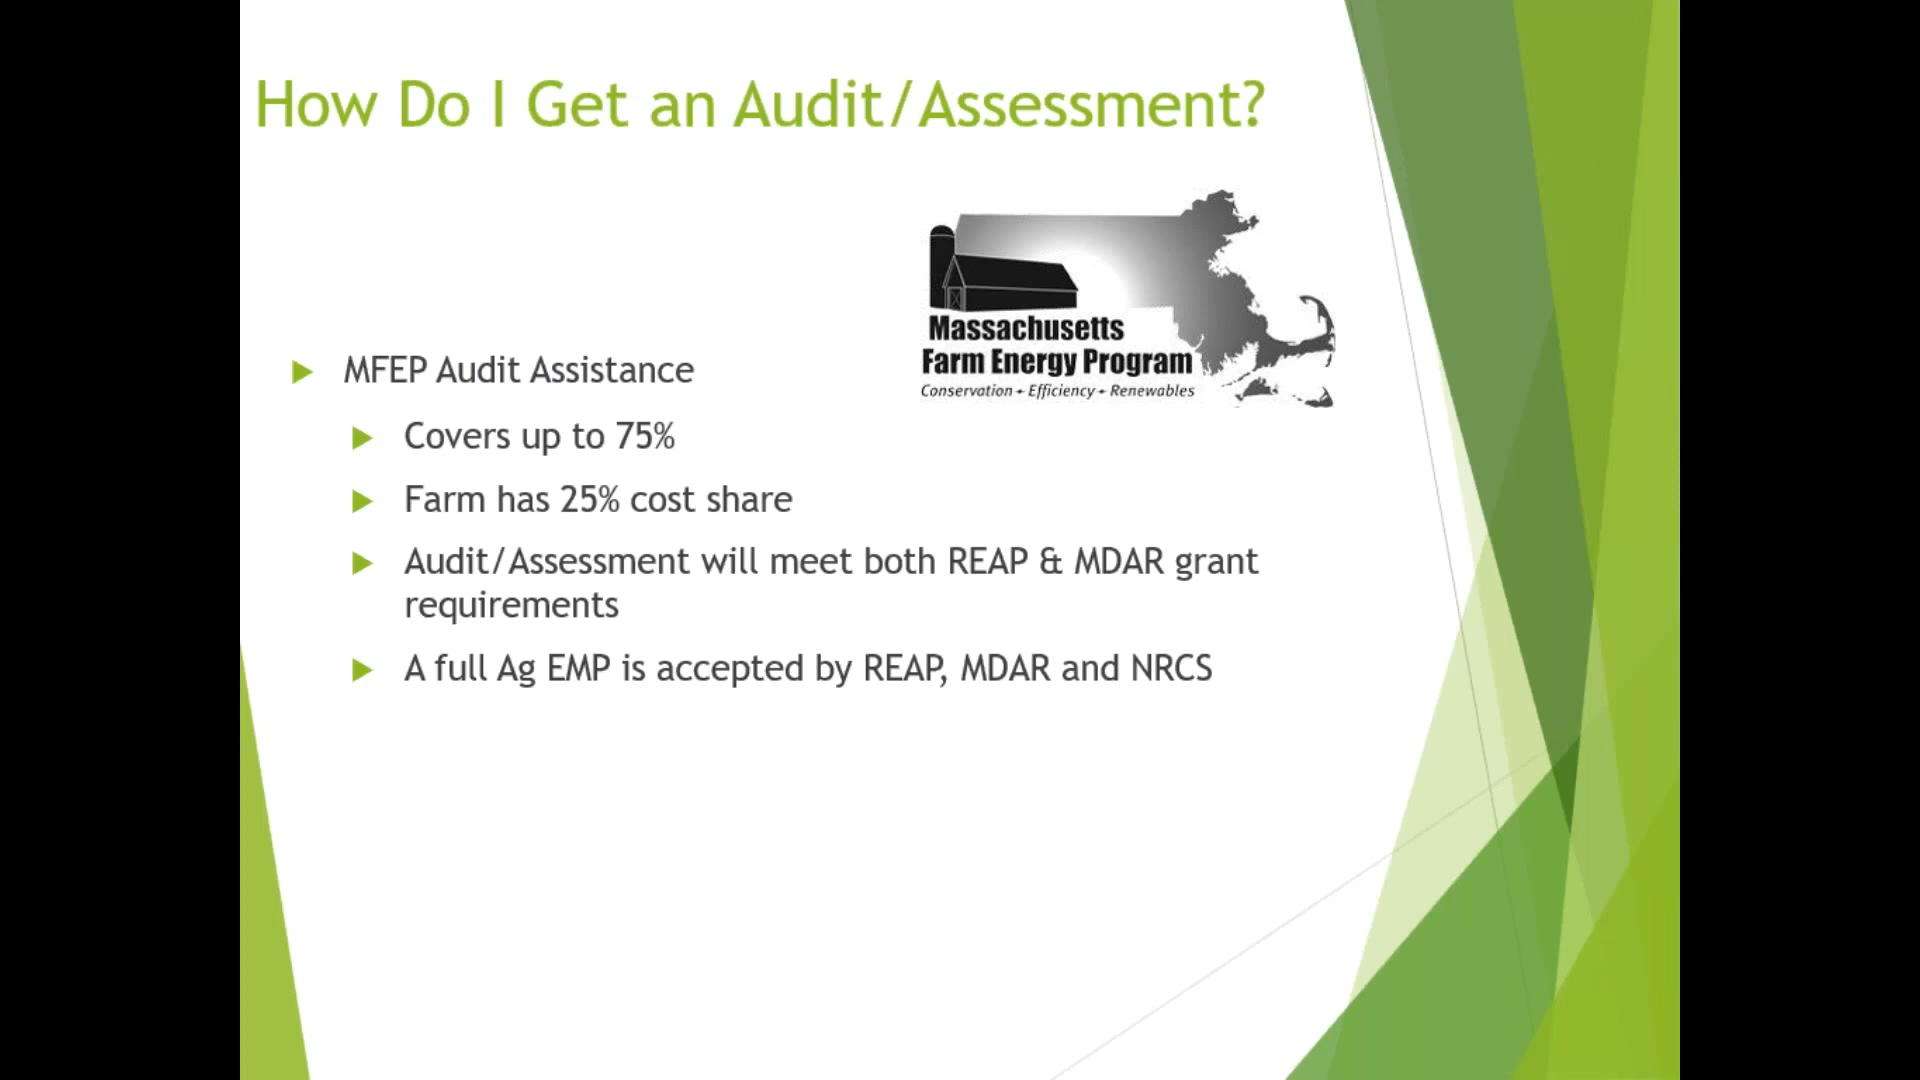 How Do I Get an Audit/Assessment?
Massachusetts
Farm Energy Program
Conservation + Efficiency + Renewables
MFEP Audit Assistance
Covers up to 75%
Farm has 25% cost share
Audit/Assessment will meet both REAP & MDAR grant
requirements
A full Ag EMP is accepted by REAP, MDAR and NRCS